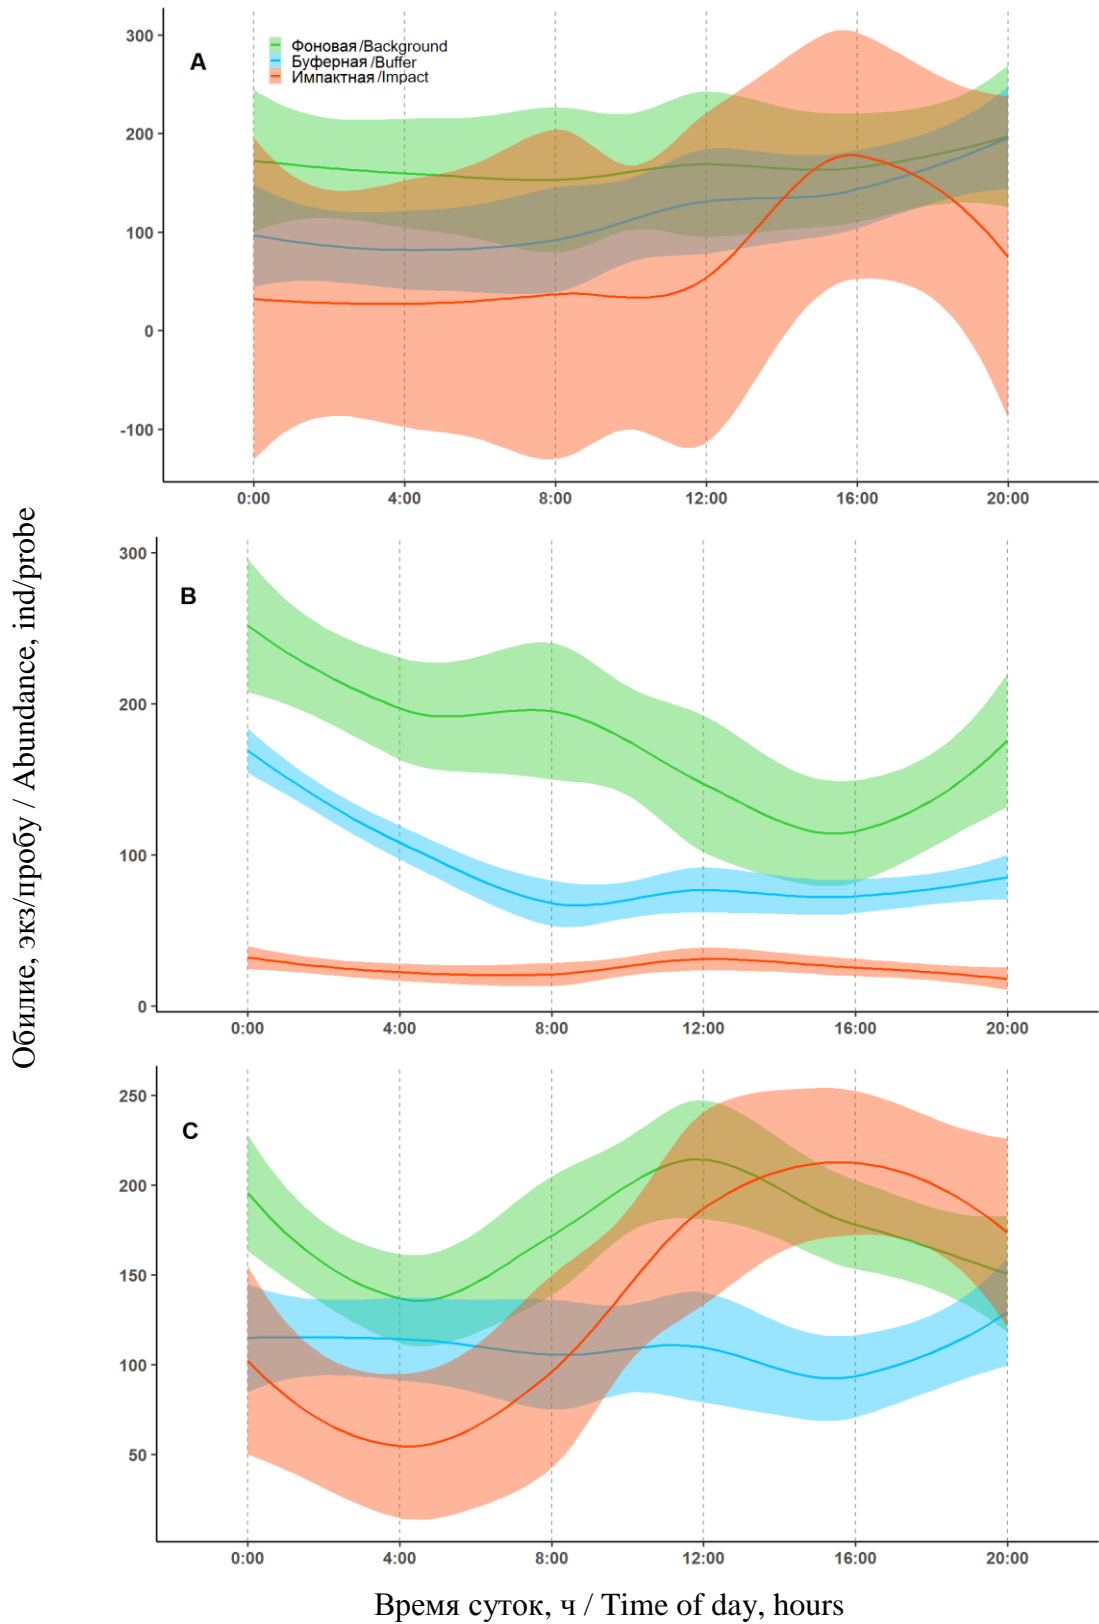 Обилие, экз/пробу / Abundance, ind/probe
A
Фоновая/Background
Буферная/Buffer
Импактная/Impact
300
200
100
0
-100
0:00 4:00 8:00 12:00 16:00 20:00
B
300
200
100
0
0:00 4:00 8:00 12:00 16:00 20:00
C
250
200
150
100
50
0:00 4:00 8:00 12:00 16:00 20:00
Время суток, ч / Time of day, hours